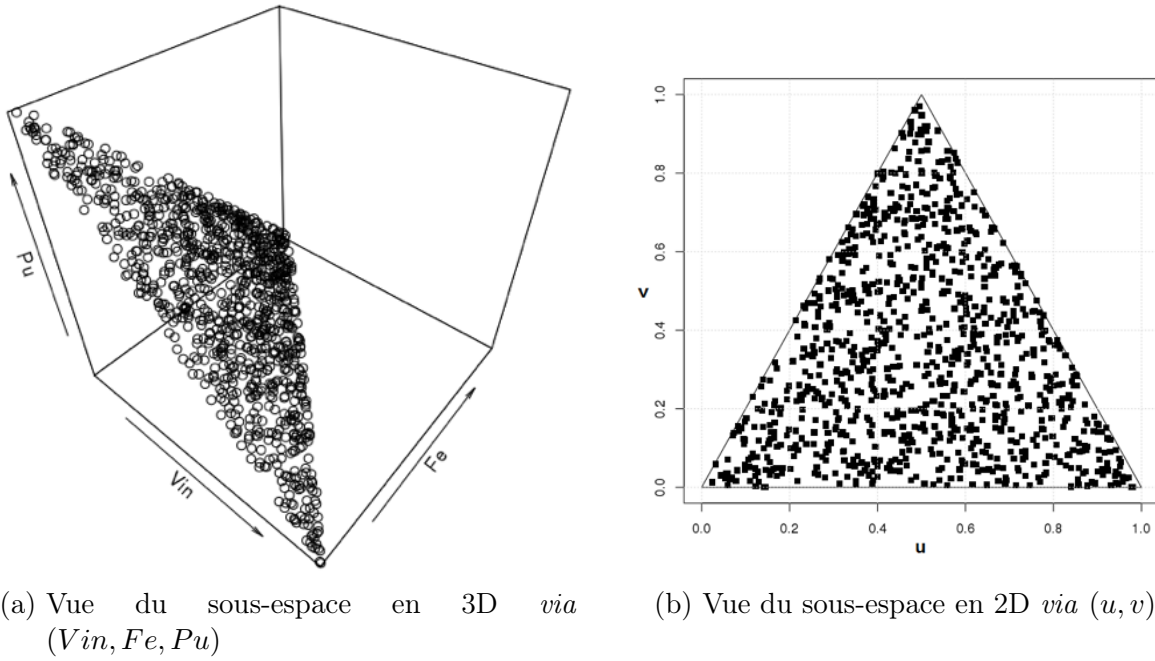 Pu
Vin
Fe
1.0
0.8
0.6
0.4
0.2
0.0
v
0.0 0.2 0.4 0.6 0.8 1.0
u
(a) Vue du sous-espace en 3D via
(Vin, Fe, Pu)
(b) Vue du sous-espace en 2D via (u, v)